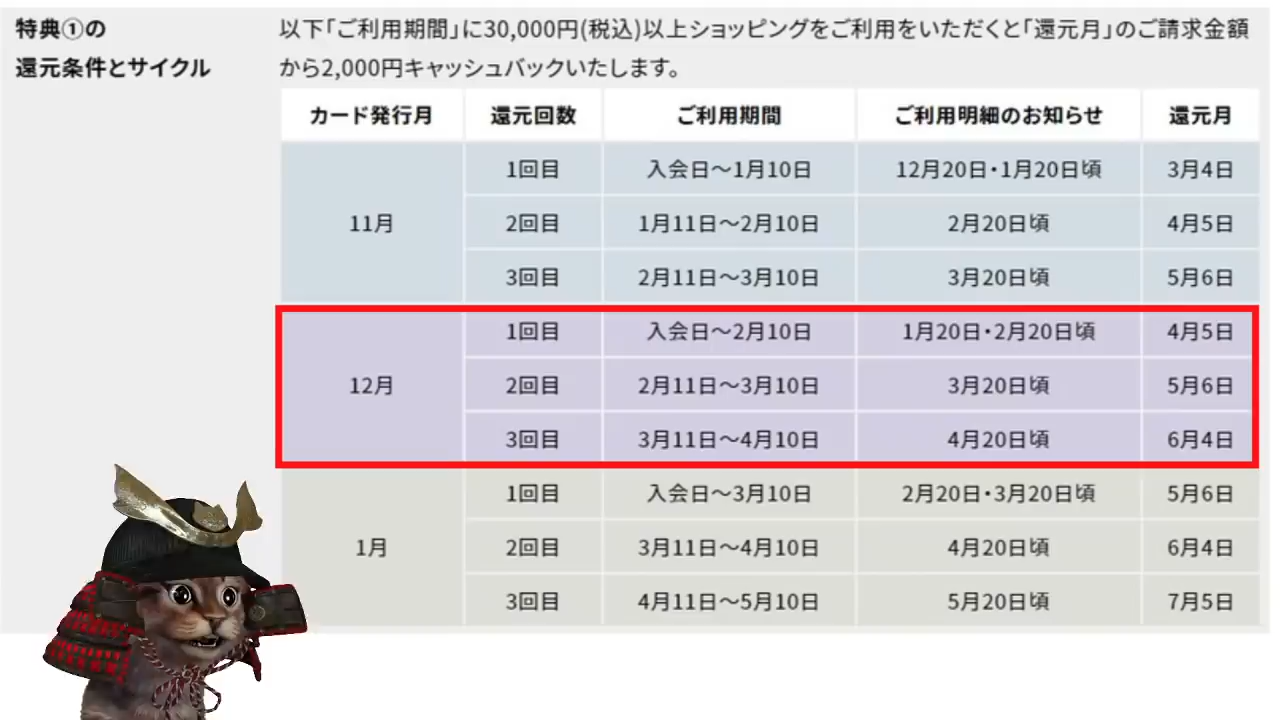 特典①の
還元条件とサイクル
以下「ご利用期間」に30,000円(税込)以上ショッピングをご利用をいただくと「還元月」のご請求金額
から2,000円キャッシュバックいたします。
カード発行月 還元回数 ご利用期間 ご利用明細のお知らせ 還元月
11月
1回目 入会日～1月10日 12月20日・1月20日頃 3月4日
2回目 1月11日～2月10日 2月20日頃 4月5日
3回目 2月11日～3月10日 3月20日頃 5月6日
12月
1回目 入会日～2月10日 1月20日・2月20日頃 4月5日
2回目 2月11日～3月10日 3月20日頃 5月6日
3回目 3月11日～4月10日 4月20日頃 6月4日
1月
1回目 入会日～3月10日 2月20日・3月20日頃 5月6日
2回目 3月11日～4月10日 4月20日頃 6月4日
3回目 4月11日～5月10日 5月20日頃 7月5日